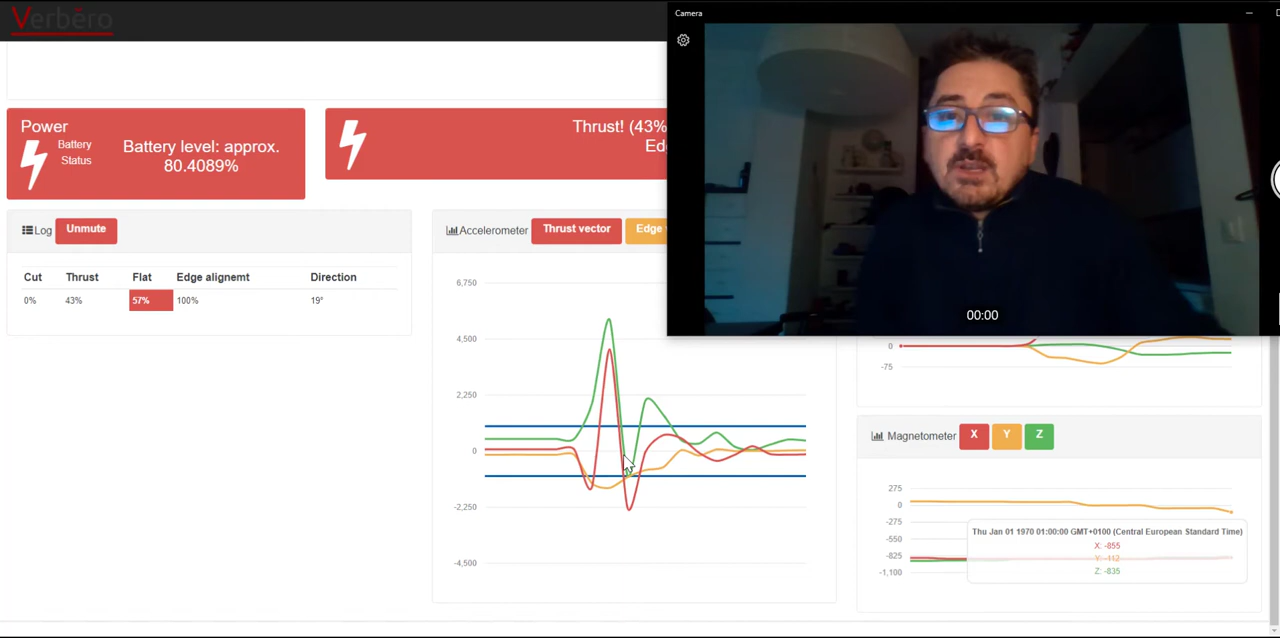 Verbēro
Camera
Power
Battery
Status
Battery level: approx.
80.4089%
Thrust! (43%
Ed
Log
Unmute
Cut Thrust Flat Edge alignemt Direction
0% 43% 57% 100% 19°
Accelerometer
Thrust vector
Edge
6,750
4,500
2,250
0
-2,250
-4,500
00:00
0
-75
Magnetometer
X
Y
Z
275
0
-275
-550
-825
-1,100
Thu Jan 01 1970 01:00:00 GMT+0100 (Central European Standard Time)
X: -855
Y: -112
Z: -835